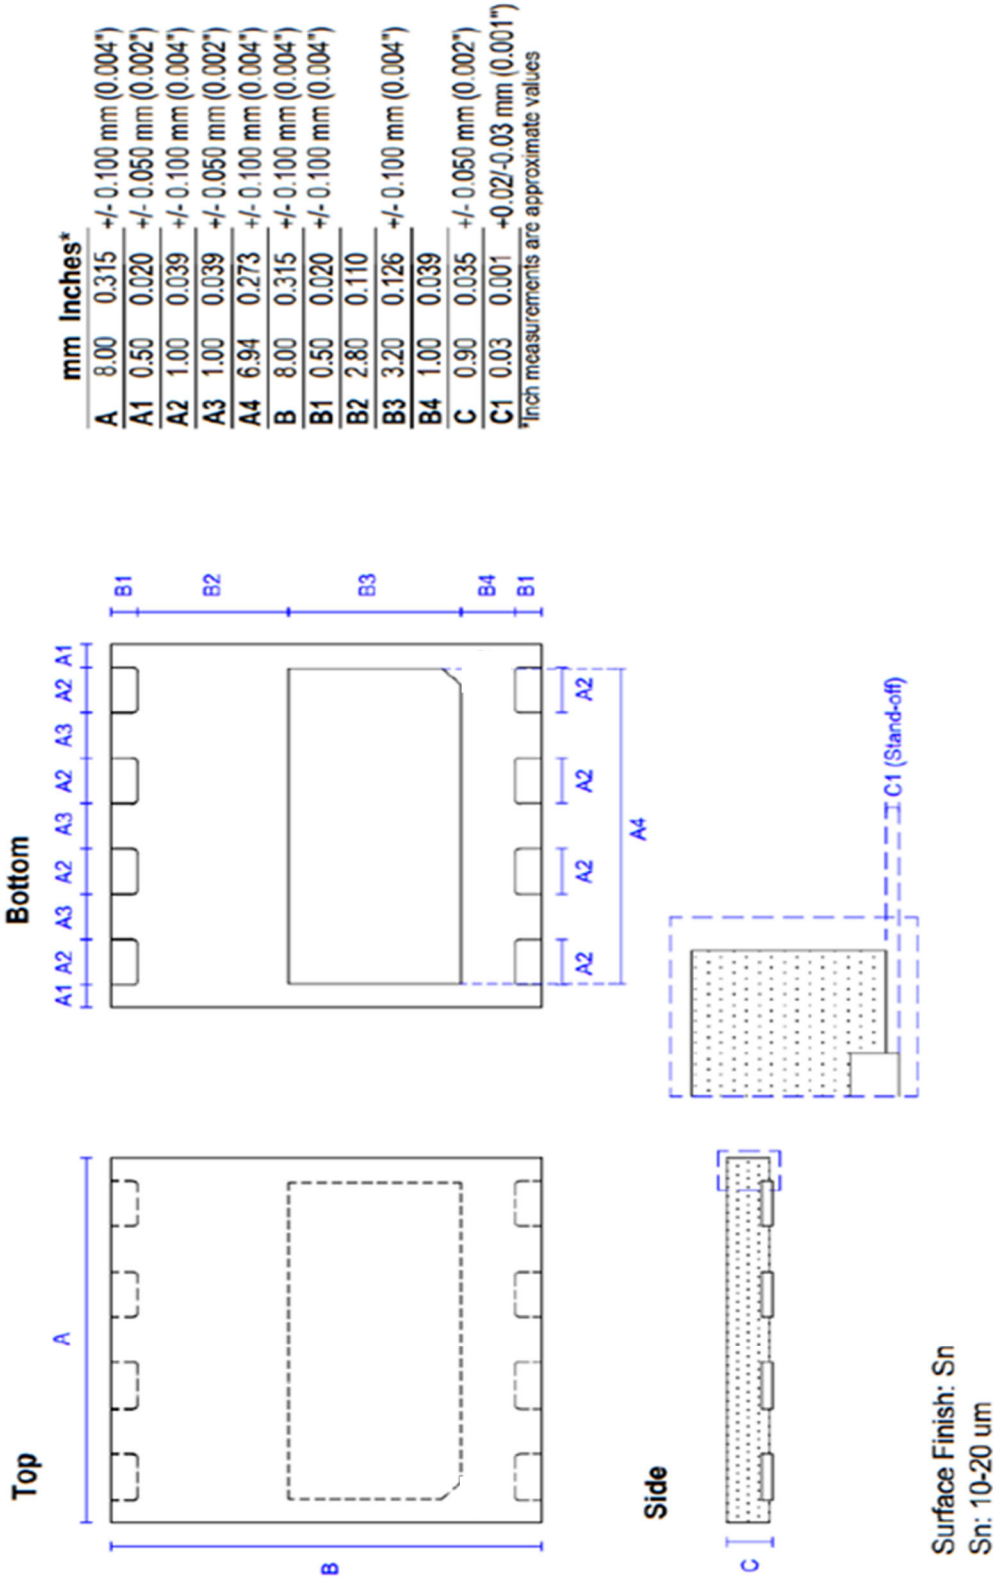 Top
A
B
Bottom
A1 A2 A3 A2 A3 A2 A3 A2 A1
B1
B2
B3
B4
B1
A2 A2 A2 A2
A4
mm Inches*
A 8.00 0.315 +/- 0.100 mm (0.004")
A1 0.50 0.020 +/- 0.050 mm (0.002")
A2 1.00 0.039 +/- 0.100 mm (0.004")
A3 1.00 0.039 +/- 0.050 mm (0.002")
A4 6.94 0.273 +/- 0.100 mm (0.004")
B 8.00 0.315 +/- 0.100 mm (0.004")
B1 0.50 0.020 +/- 0.100 mm (0.004")
B2 2.80 0.110
B3 3.20 0.126 +/- 0.100 mm (0.004")
B4 1.00 0.039
C 0.90 0.035 +/- 0.050 mm (0.002")
C1 0.03 0.001 +0.02/-0.03 mm (0.001")
*Inch measurements are approximate values
Side
C
C1 (Stand-off)
Surface Finish: Sn
Sn: 10-20 um